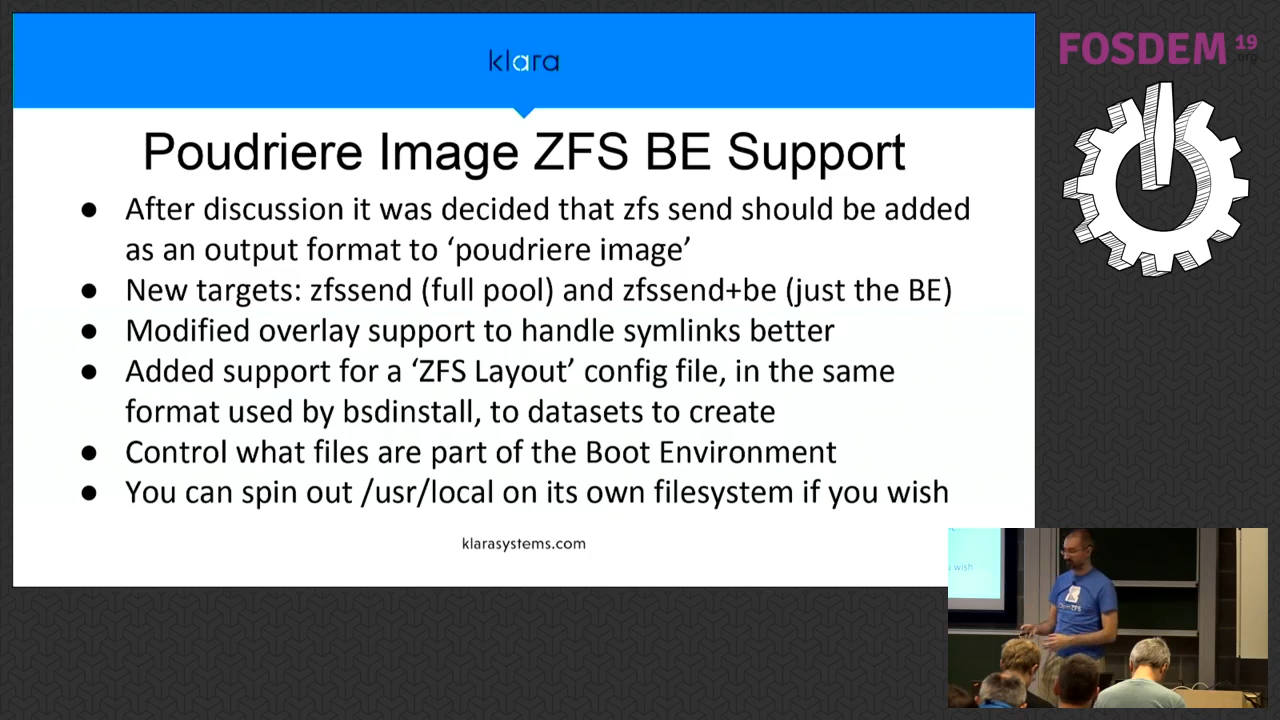 klara
FOSDEM 19
.org
Poudriere Image ZFS BE Support
● After discussion it was decided that zfs send should be added
as an output format to ‘poudriere image’
● New targets: zfssend (full pool) and zfssend+be (just the BE)
● Modified overlay support to handle symlinks better
● Added support for a ‘ZFS Layout’ config file, in the same
format used by bsdinstall, to datasets to create
● Control what files are part of the Boot Environment
● You can spin out /usr/local on its own filesystem if you wish
klarasystems.com
wish
ZFS